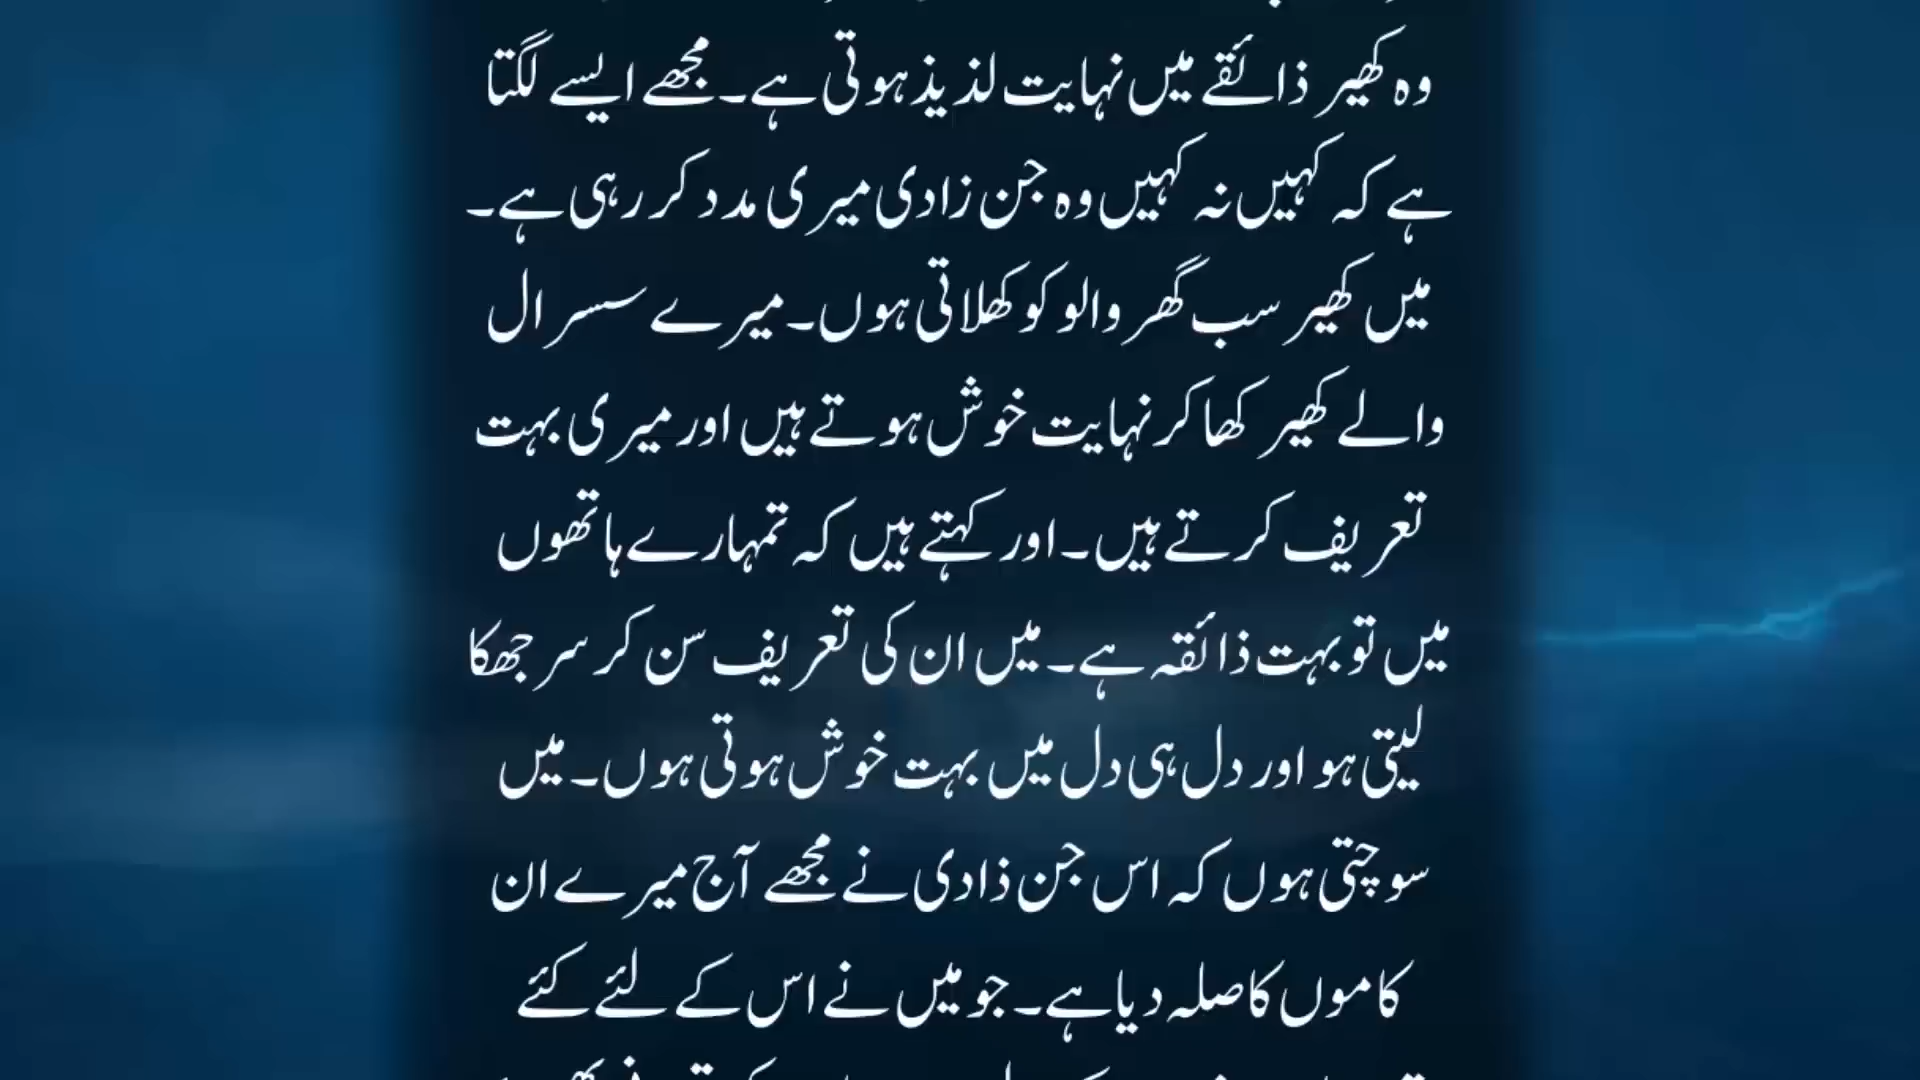 وہ کھیر ذائقے میں نہایت لذیذ ہوتی ہے۔ مجھے ایسے لگتا
ہے کہ کہیں نہ کہیں وہ جن زادی میری مدد کر رہی ہے۔
میں کھیر سب گھر والو کو کھلاتی ہوں۔ میرے سسرال
والے کھیر کھا کر نہایت خوش ہوتے ہیں اور میری بہت
تعریف کرتے ہیں۔ اور کہتے ہیں کہ تمہارے ہاتھوں
میں تو بہت ذائقہ ہے۔ میں ان کی تعریف سن کر سر جھکا
لیتی ہو اور دل ہی دل میں بہت خوش ہوتی ہوں۔ میں
سوچتی ہوں کہ اس جن ذادی نے مجھے آج میرے ان
کاموں کا صلہ دیا ہے۔ جو میں نے اس کے لئے کئے